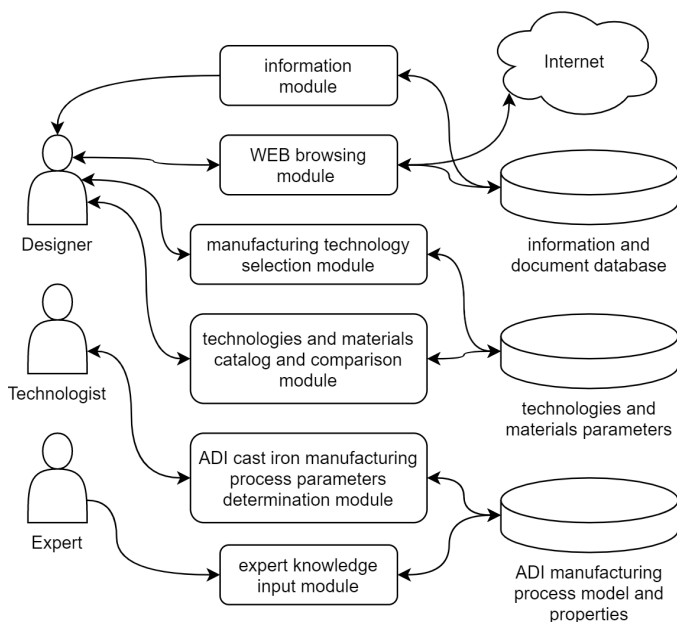 information
module
Internet
WEB browsing
module
Designer
manufacturing technology
selection module
information and
document database
technologies and materials
catalog and comparison
module
Technologist
technologies and
materials parameters
ADI cast iron manufacturing
process parameters
determination module
Expert
expert knowledge
input module
ADI manufacturing
process model and
properties